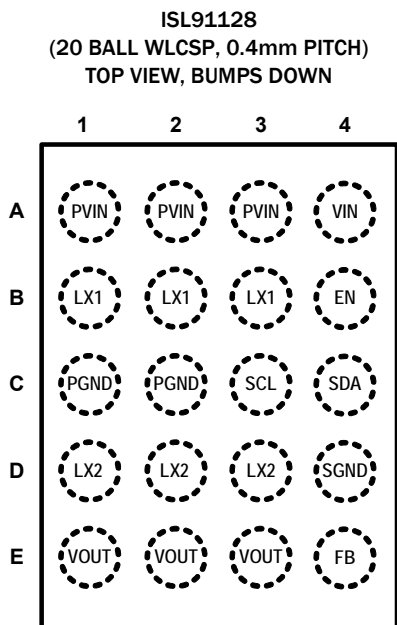 ISL91128
(20 BALL WLCSP, 0.4mm PITCH)
TOP VIEW, BUMPS DOWN
1 2 3 4
A PVIN PVIN PVIN VIN
B LX1 LX1 LX1 EN
C PGND PGND SCL SDA
D LX2 LX2 LX2 SGND
E VOUT VOUT VOUT FB